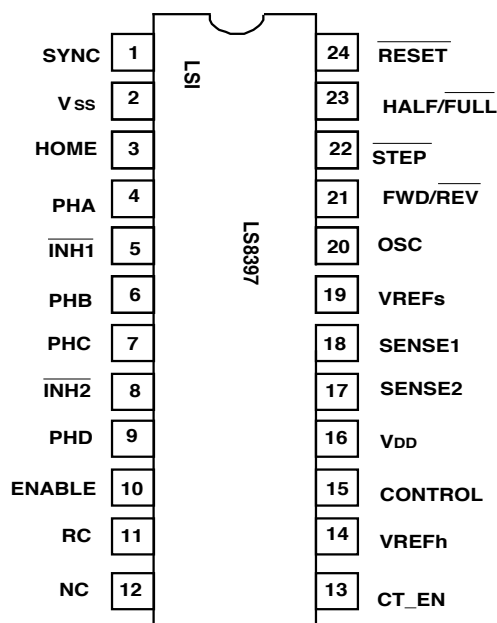 SYNC 1 24 RESET
LSI
VSS 2 23 HALF/FULL
HOME 3 22 STEP
PHA 4 21 FWD/REV
INH1 5 20 OSC
LS8397
PHB 6 19 VREFs
PHC 7 18 SENSE1
INH2 8 17 SENSE2
PHD 9 16 VDD
ENABLE 10 15 CONTROL
RC 11 14 VREFh
NC 12 13 CT_EN